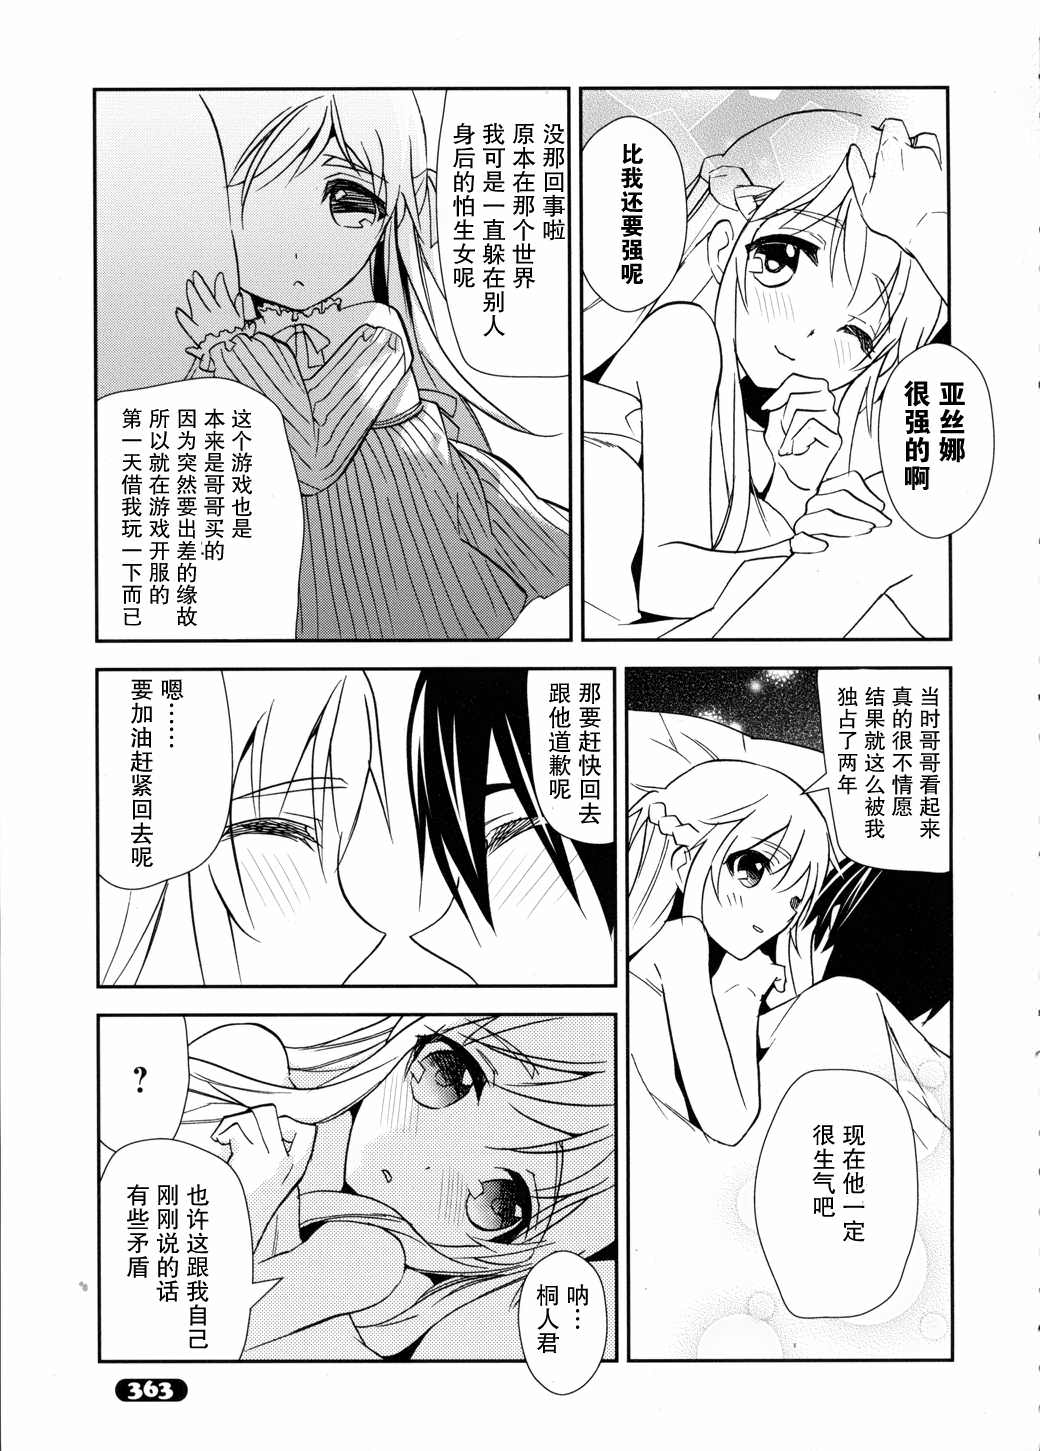 亚丝娜
很强的啊
比我还要强呢
没那回事啦
原本在那个世界
我可是一直躲在别人
身后的怕生女呢
这个游戏也是
本来是哥哥买的
因为突然要出差的缘故
所以就在游戏开服的
第一天借我玩一下而已
当时哥哥看起来
真的很不情愿
结果就这么被我
独占了两年
现在他一定
很生气吧
那要赶快回去
跟他道歉呢
嗯……
要加油赶紧回去呢
呐…
桐人君
?
也许这跟我自己
刚刚说的话
有些矛盾
363